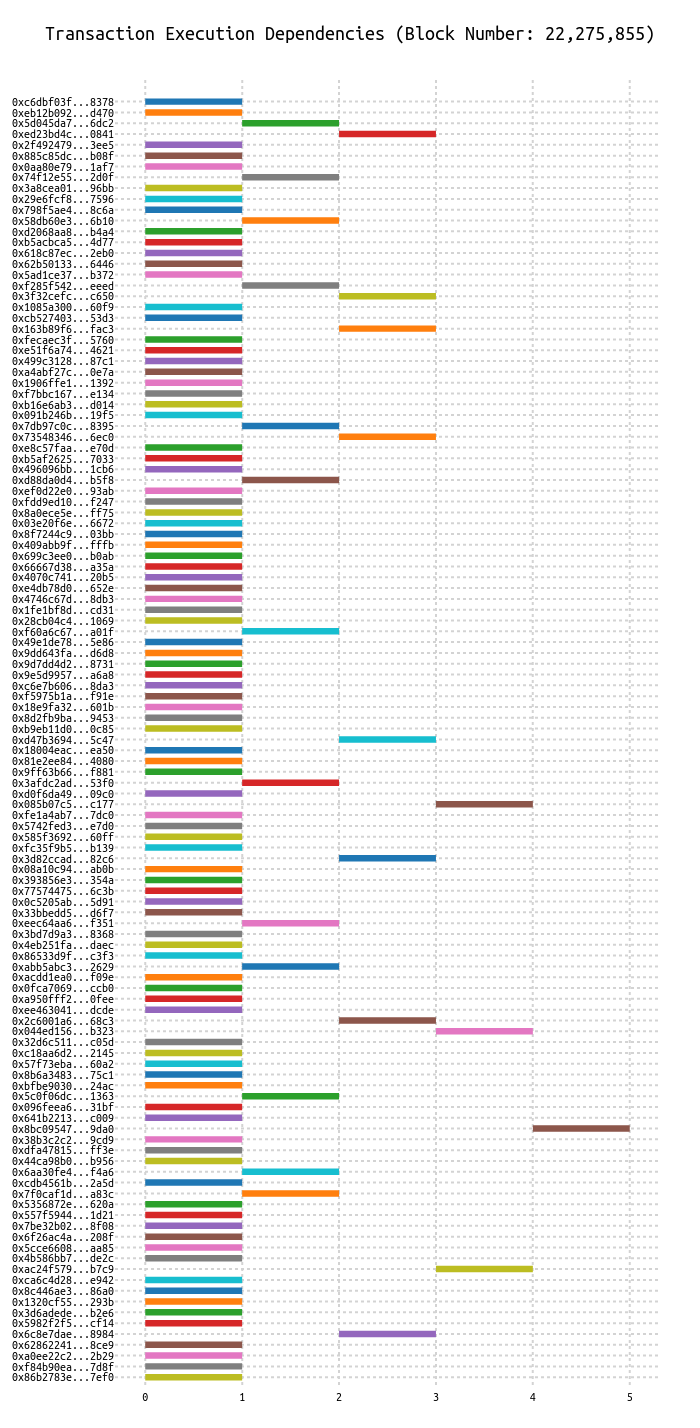 Transaction Execution Dependencies (Block Number: 22,275,855)
0xc6dbf03f...8378
0xeb12b092...d470
0x5d045da7...6dc2
0xed23bd4c...0841
0x2f492479...3ee5
0x885c85dc...b08f
0x0aa80e79...1af7
0x74f12e55...2d0f
0x3a8cea01...96bb
0x29e6fcf8...7596
0x798f5ae4...8c6a
0x58db60e3...6b10
0xd2068aa8...b4a4
0xb5acbca5...4d77
0x618c87ec...2eb0
0x62b50133...6446
0x5ad1ce37...b372
0xf285f542...eeed
0x3f32cefc...c650
0x1085a300...60f9
0xcb527403...53d3
0x163b89f6...fac3
0xfecaec3f...5760
0xe51f6a74...4621
0x499c3128...87c1
0xa4abf27c...0e7a
0x1906ffe1...1392
0xf7bbc167...e134
0xb16e6ab3...d014
0x091b246b...19f5
0x7db97c0c...8395
0x73548346...6ec0
0xe8c57faa...e70d
0xb5af2625...7033
0x496096bb...1cb6
0xd88da0d4...b5f8
0xef0d22e0...93ab
0xfdd9ed10...f247
0x8a0ece5e...ff75
0x03e20f6e...6672
0x8f7244c9...03bb
0x409abb9f...fffb
0x699c3ee0...b0ab
0x66667d38...a35a
0x4070c741...20b5
0xe4db78d0...652e
0x4746c67d...8db3
0x1fe1bf8d...cd31
0x28cb04c4...1069
0xf60a6c67...a01f
0x49e1de78...5e86
0x9dd643fa...d6d8
0x9d7dd4d2...8731
0x9e5d9957...a6a8
0xc6e7b606...8da3
0xf5975b1a...f91e
0x18e9fa32...601b
0x8d2fb9ba...9453
0xb9eb11d0...0c85
0xd47b3694...5c47
0x18004eac...ea50
0x81e2ee84...4080
0x9ff63b66...f881
0x3afdc2ad...53f0
0xd0f6da49...09c0
0x085b07c5...c177
0xfe1a4ab7...7dc0
0x5742fed3...e7d0
0x585f3692...60ff
0xfc35f9b5...b139
0x3d82ccad...82c6
0x08a10c94...ab0b
0x393856e3...354a
0x77574475...6c3b
0x0c5205ab...5d91
0x33bbedd5...d6f7
0xeec64aa6...f351
0x3bd7d9a3...8368
0x4eb251fa...daec
0x86533d9f...c3f3
0xabb5abc3...2629
0xacdd1ea0...f09e
0x0fca7069...ccb0
0xa950fff2...0fee
0xee463041...dcde
0x2c6001a6...68c3
0x044ed156...b323
0x32d6c511...c05d
0xc18aa6d2...2145
0x57f73eba...60a2
0x8b6a3483...75c1
0xbfbe9030...24ac
0x5c0f06dc...1363
0x096feea6...31bf
0x641b2213...c009
0x8bc09547...9da0
0x38b3c2c2...9cd9
0xdfa47815...ff3e
0x44ca98b0...b956
0x6aa30fe4...f4a6
0xcdb4561b...2a5d
0x7f0caf1d...a83c
0x5356872e...620a
0x557f5944...1d21
0x7be32b02...8f08
0x6f26ac4a...208f
0x5cce6608...aa85
0x4b586bb7...de2c
0xac24f579...b7c9
0xca6c4d28...e942
0x8c446ae3...86a0
0x1320cf55...293b
0x3d6adede...b2e6
0x5982f2f5...cf14
0x6c8e7dae...8984
0x62862241...8ce9
0xa0ee22c2...2b29
0xf84b90ea...7d8f
0x86b2783e...7ef0
0 1 2 3 4 5